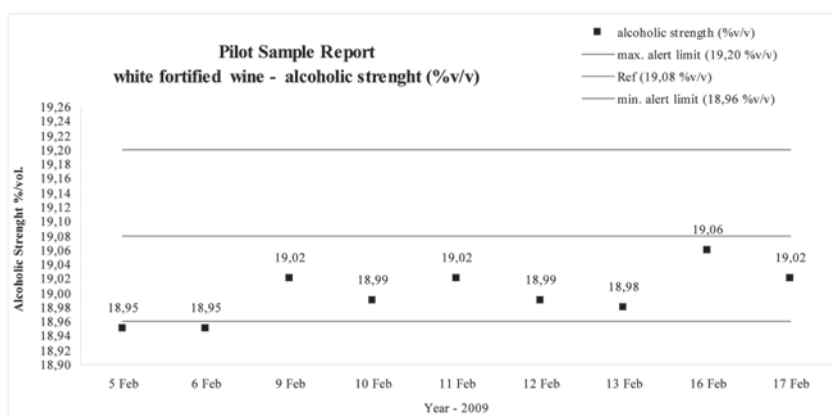 Pilot Sample Report
white fortified wine - alcoholic strenght (%v/v)
alcoholic strength (%v/v)
max. alert limit (19,20 %v/v)
Ref (19,08 %v/v)
min. alert limit (18,96 %v/v)
Alcoholic Strenght %/vol.
19,26
19,24
19,22
19,20
19,18
19,16
19,14
19,12
19,10
19,08
19,06
19,04
19,02
19,00
18,98
18,96
18,94
18,92
18,90
18,95
18,95
19,02
18,99
19,02
18,99
18,98
19,06
19,02
5 Feb
6 Feb
9 Feb
10 Feb
11 Feb
12 Feb
13 Feb
16 Feb
17 Feb
Year - 2009